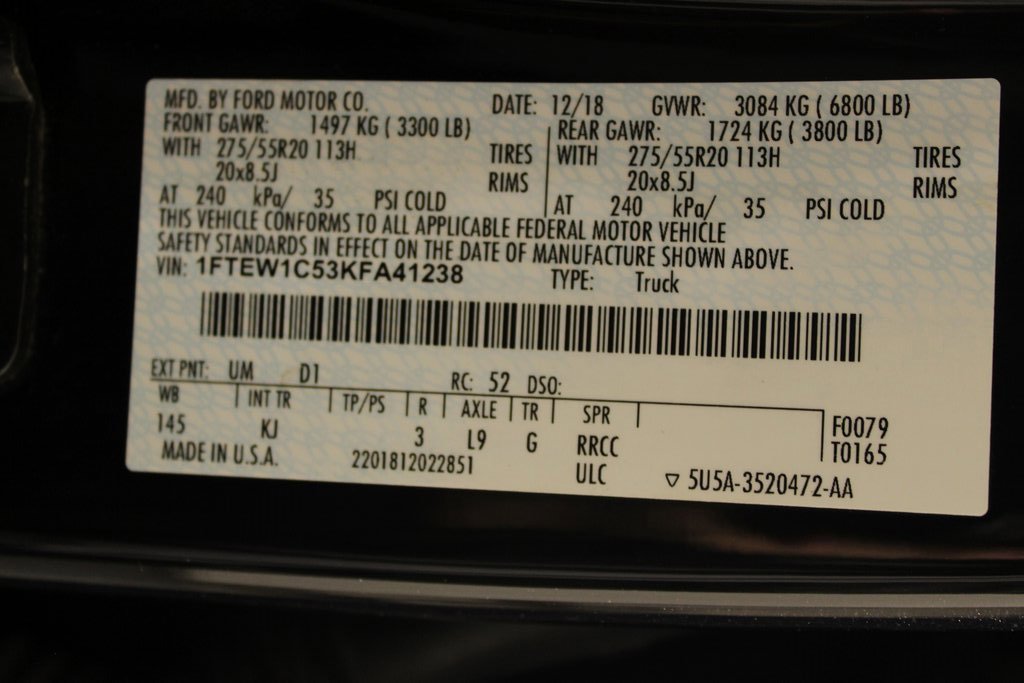 MFD. BY FORD MOTOR CO. DATE: 12/18 GVWR: 3084 KG ( 6800 LB)
FRONT GAWR: 1497 KG ( 3300 LB) REAR GAWR: 1724 KG ( 3800 LB)
WITH 275/55R20 113H TIRES WITH 275/55R20 113H TIRES
20x8.5J RIMS 20x8.5J RIMS
AT 240 kPa/ 35 PSI COLD AT 240 kPa/ 35 PSI COLD
THIS VEHICLE CONFORMS TO ALL APPLICABLE FEDERAL MOTOR VEHICLE
SAFETY STANDARDS IN EFFECT ON THE DATE OF MANUFACTURE SHOWN ABOVE.
VIN: 1FTEW1C53KFA41238 TYPE: Truck
EXT PNT: UM D1 RC: 52 DSO:
WB INT TR TP/PS R AXLE TR SPR F0079
145 KJ 3 L9 G RRCC T0165
MADE IN U.S.A. 2201812022851 ULC ▽ 5U5A-3520472-AA